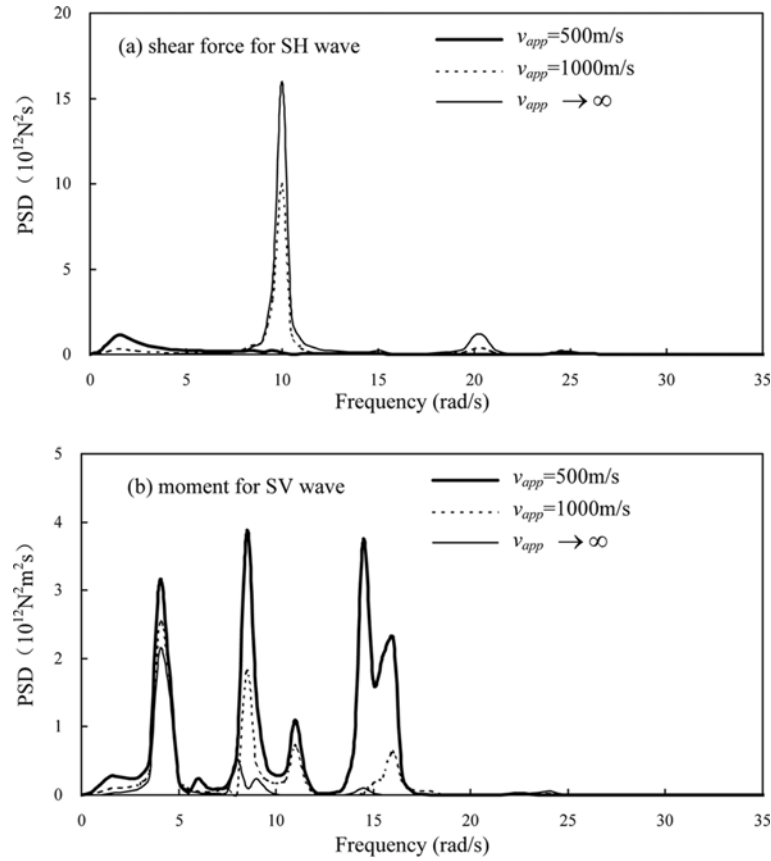 (a) shear force for SH wave
v_app=500m/s
v_app=1000m/s
v_app → ∞
PSD（10¹²N²s）
20
15
10
5
0
0 5 10 15 20 25 30 35
Frequency (rad/s)
(b) moment for SV wave
v_app=500m/s
v_app=1000m/s
v_app → ∞
PSD（10¹²N²m²s）
5
4
3
2
1
0
0 5 10 15 20 25 30 35
Frequency (rad/s)